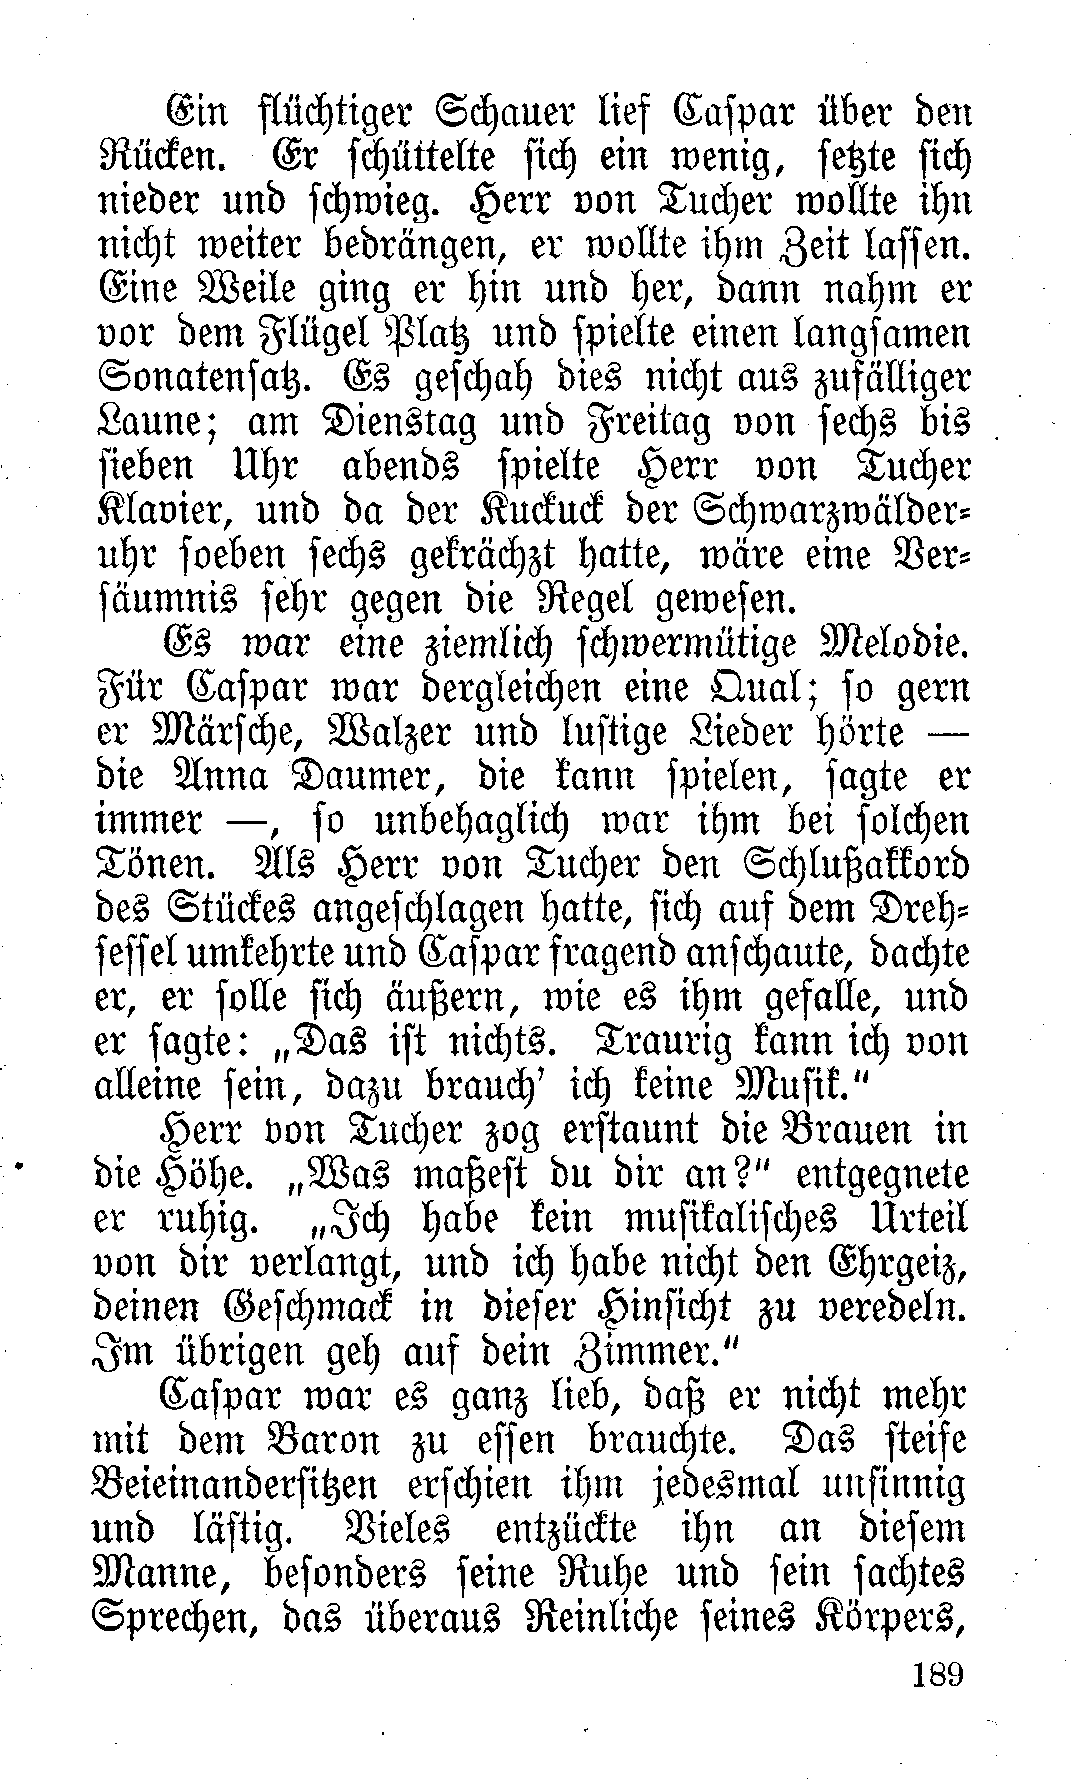 Ein flüchtiger Schauer lief Caspar über den
Rücken. Er schüttelte sich ein wenig, setzte sich
nieder und schwieg. Herr von Tucher wollte ihn
nicht weiter bedrängen, er wollte ihm Zeit lassen.
Eine Weile ging er hin und her, dann nahm er
vor dem Flügel Platz und spielte einen langsamen
Sonatensatz. Es geschah dies nicht aus zufälliger
Laune; am Dienstag und Freitag von sechs bis
sieben Uhr abends spielte Herr von Tucher
Klavier, und da der Kuckuck der Schwarzwälder-
uhr soeben sechs gekrächzt hatte, wäre eine Ver-
säumnis sehr gegen die Regel gewesen.
Es war eine ziemlich schwermütige Melodie.
Für Caspar war dergleichen eine Qual; so gern
er Märsche, Walzer und lustige Lieder hörte —
die Anna Daumer, die kann spielen, sagte er
immer —, so unbehaglich war ihm bei solchen
Tönen. Als Herr von Tucher den Schlußakkord
des Stückes angeschlagen hatte, sich auf dem Dreh-
sessel umkehrte und Caspar fragend anschaute, dachte
er, er solle sich äußern, wie es ihm gefalle, und
er sagte: „Das ist nichts. Traurig kann ich von
alleine sein, dazu brauch' ich keine Musik."
Herr von Tucher zog erstaunt die Brauen in
die Höhe. „Was maßest du dir an?" entgegnete
er ruhig. „Ich habe kein musikalisches Urteil
von dir verlangt, und ich habe nicht den Ehrgeiz,
deinen Geschmack in dieser Hinsicht zu veredeln.
Im übrigen geh auf dein Zimmer."
Caspar war es ganz lieb, daß er nicht mehr
mit dem Baron zu essen brauchte. Das steife
Beieinandersitzen erschien ihm jedesmal unsinnig
und lästig. Vieles entzückte ihn an diesem
Manne, besonders seine Ruhe und sein sachtes
Sprechen, das überaus Reinliche seines Körpers,
189